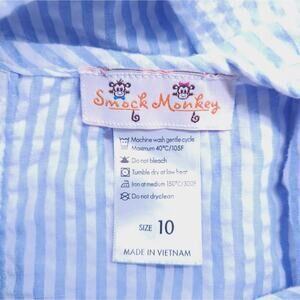 Smock Monkey
Machine wash gentle cycle
Maximum 40°C/105F
Do not bleach
Tumble dry at low heat
Iron at medium 150°C/300F
Do not dryclean
SIZE 10
MADE IN VIETNAM